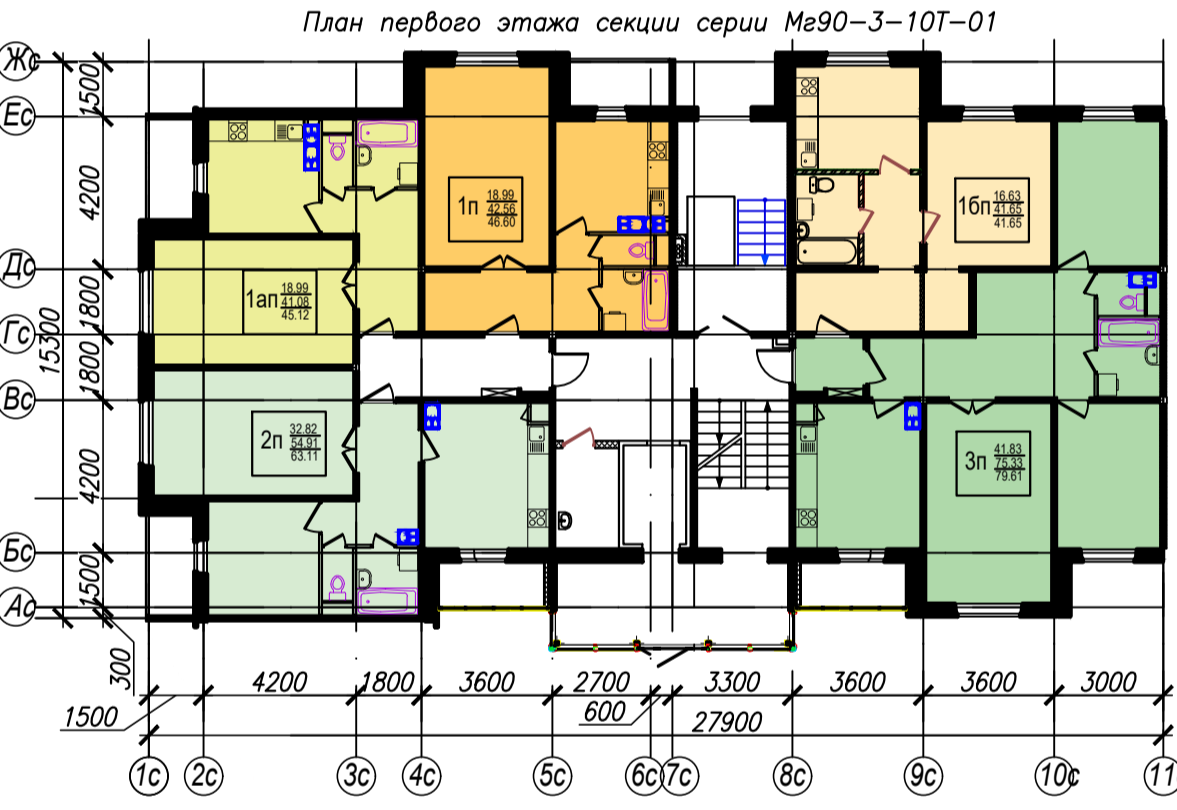 План первого этажа секции серии Мг90-3-10Т-01
Жс
Ес
Дс
Гс
Вс
Бс
Ас
1500
4200
1800
1800
4200
1500
15300
300
1п 18.99
42.56
46.60
1бп 16.63
41.65
41.65
1ап 18.99
41.08
45.12
2п 32.82
54.91
63.11
3п 41.83
75.33
79.61
1500 4200 1800 3600 2700 600 3300 3600 3600 3000
27900
1с 2с 3с 4с 5с 6с 7с 8с 9с 10с 11